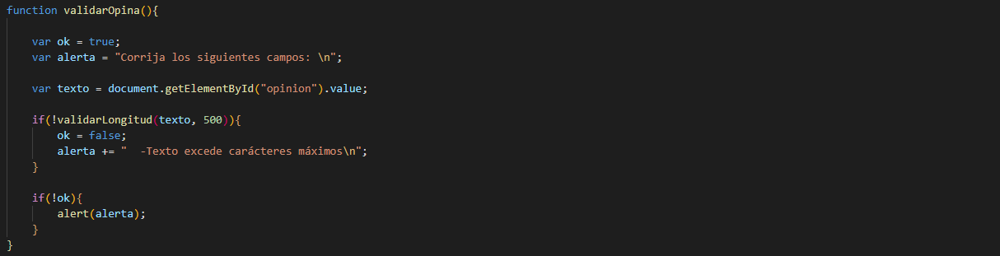 function validarOpina(){
var ok = true;
var alerta = "Corrija los siguientes campos: \n";
var texto = document.getElementById("opinion").value;
if(!validarLongitud(texto, 500)){
ok = false;
alerta += "  -Texto excede carácteres máximos\n";
}
if(!ok){
alert(alerta);
}
}